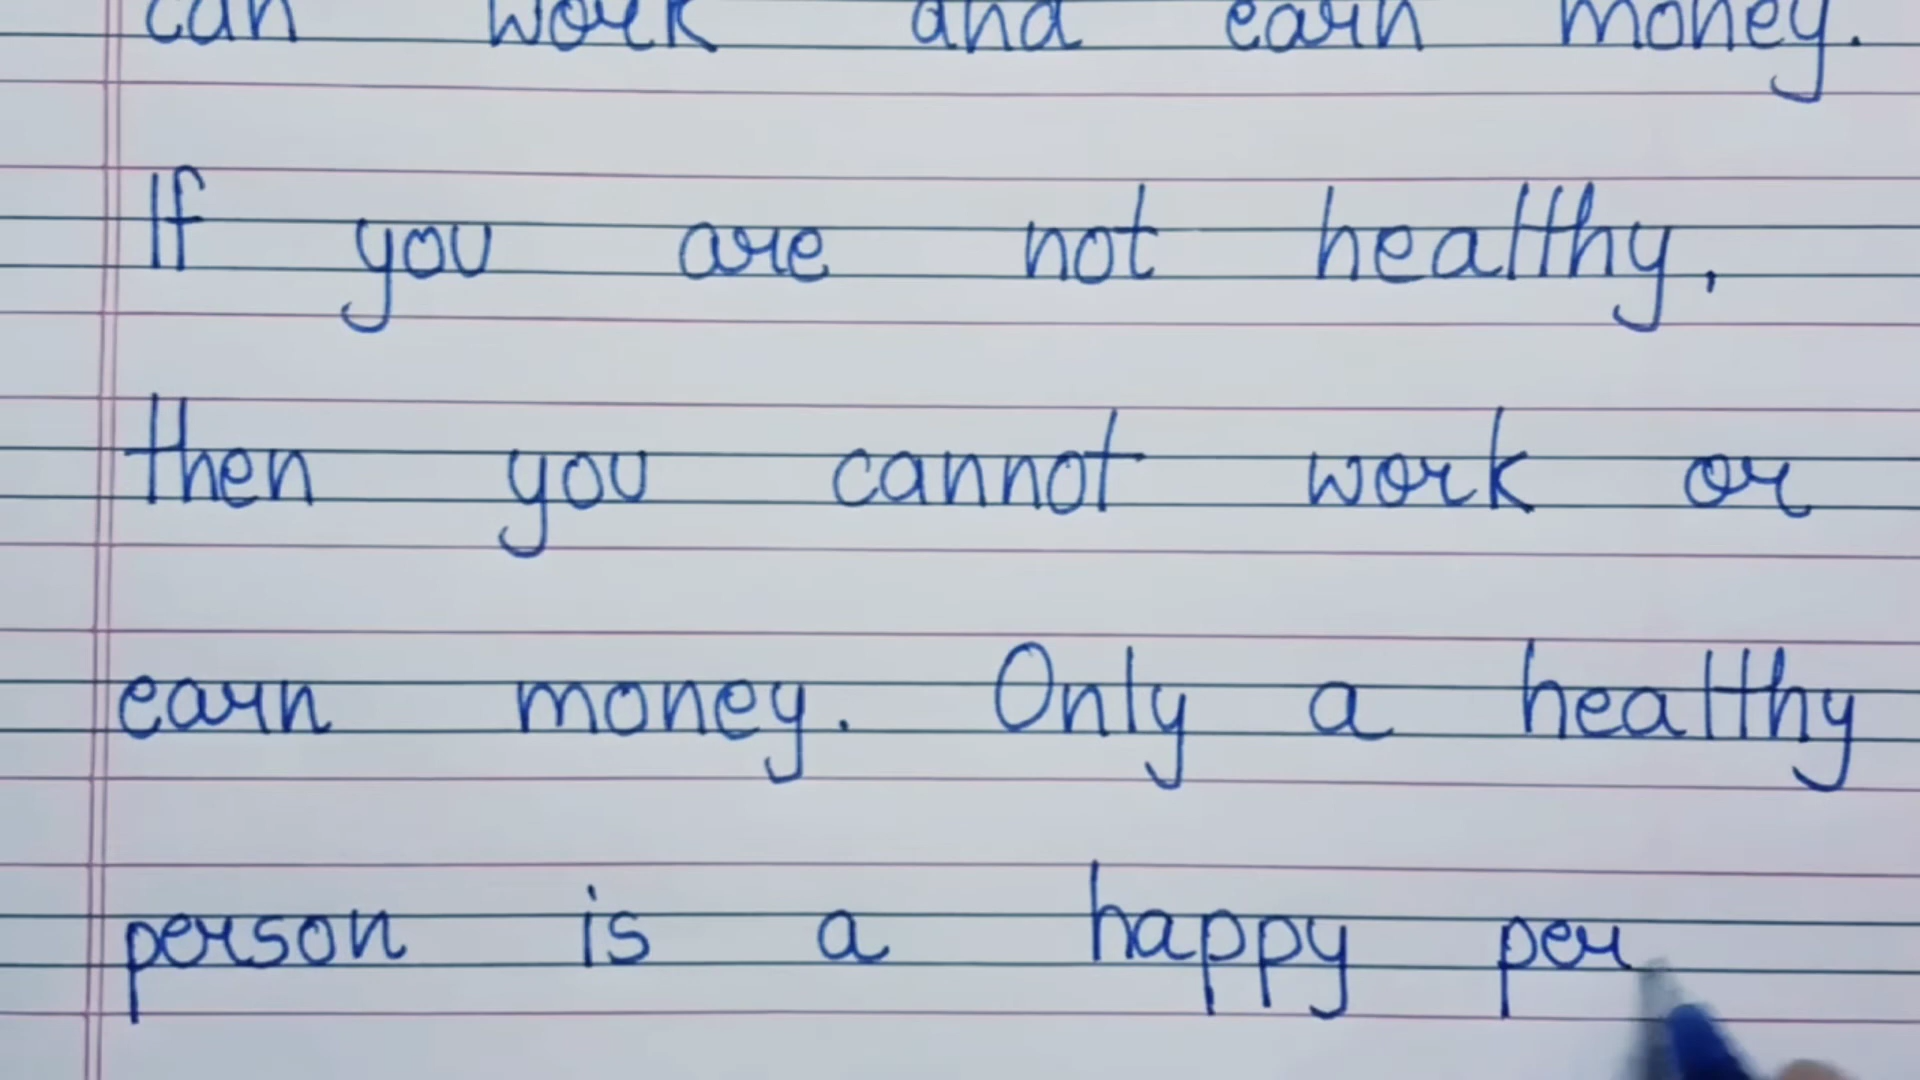 can work and earn money.
If you are not healthy,
then you cannot work or
earn money. Only a healthy
person is a happy per